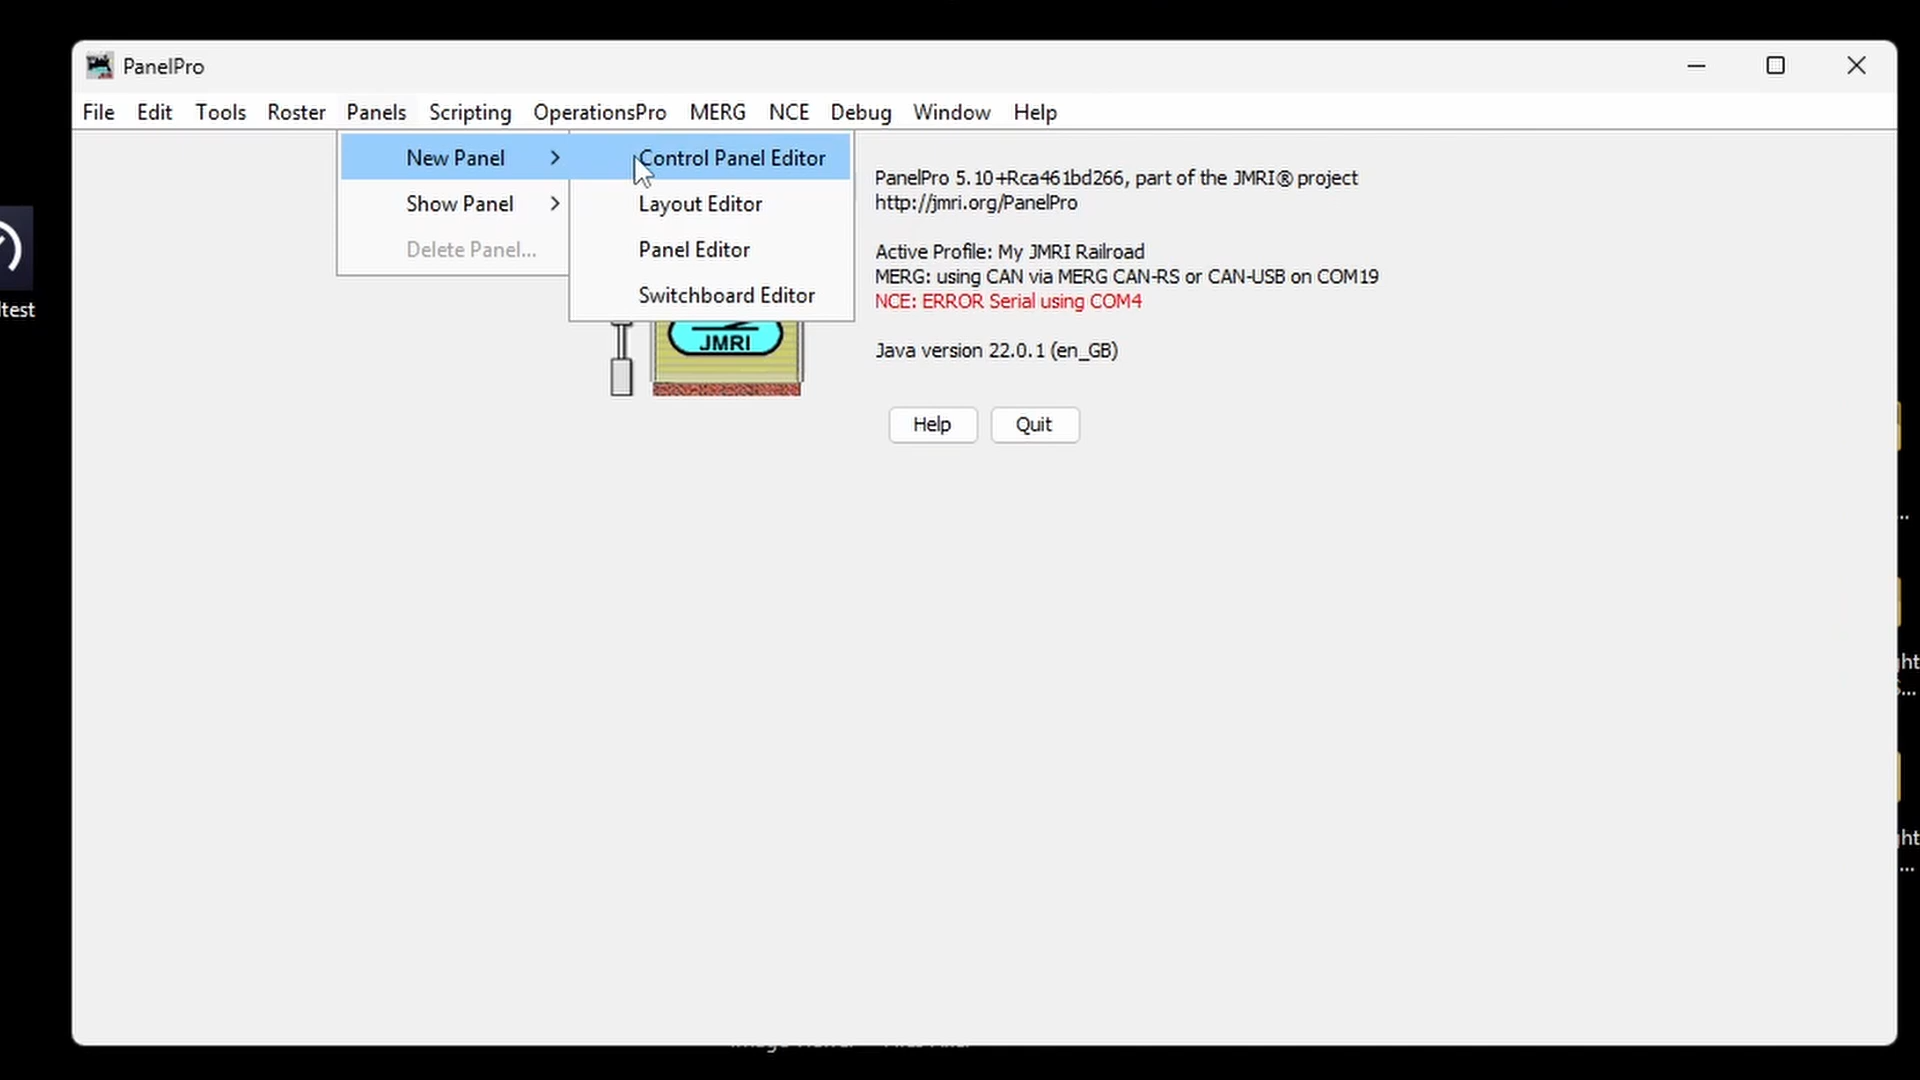 PanelPro
File Edit Tools Roster Panels Scripting OperationsPro MERG NCE Debug Window Help
New Panel
Show Panel
Delete Panel...
Control Panel Editor
Layout Editor
Panel Editor
Switchboard Editor
PanelPro 5.10+Rca461bd266, part of the JMRI® project
http://jmri.org/PanelPro
Active Profile: My JMRI Railroad
MERG: using CAN via MERG CAN-RS or CAN-USB on COM19
NCE: ERROR Serial using COM4
Java version 22.0.1 (en_GB)
JMRI
Help Quit
ltest
ht
...
ht
...